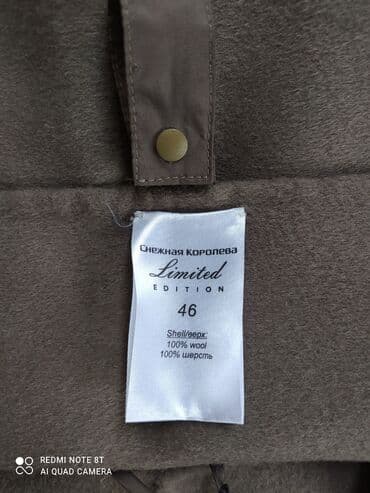 Снежная Королева
Limited
EDITION
46
Shell/верх:
100% wool
100% шерсть
REDMI NOTE 8T
AI QUAD CAMERA